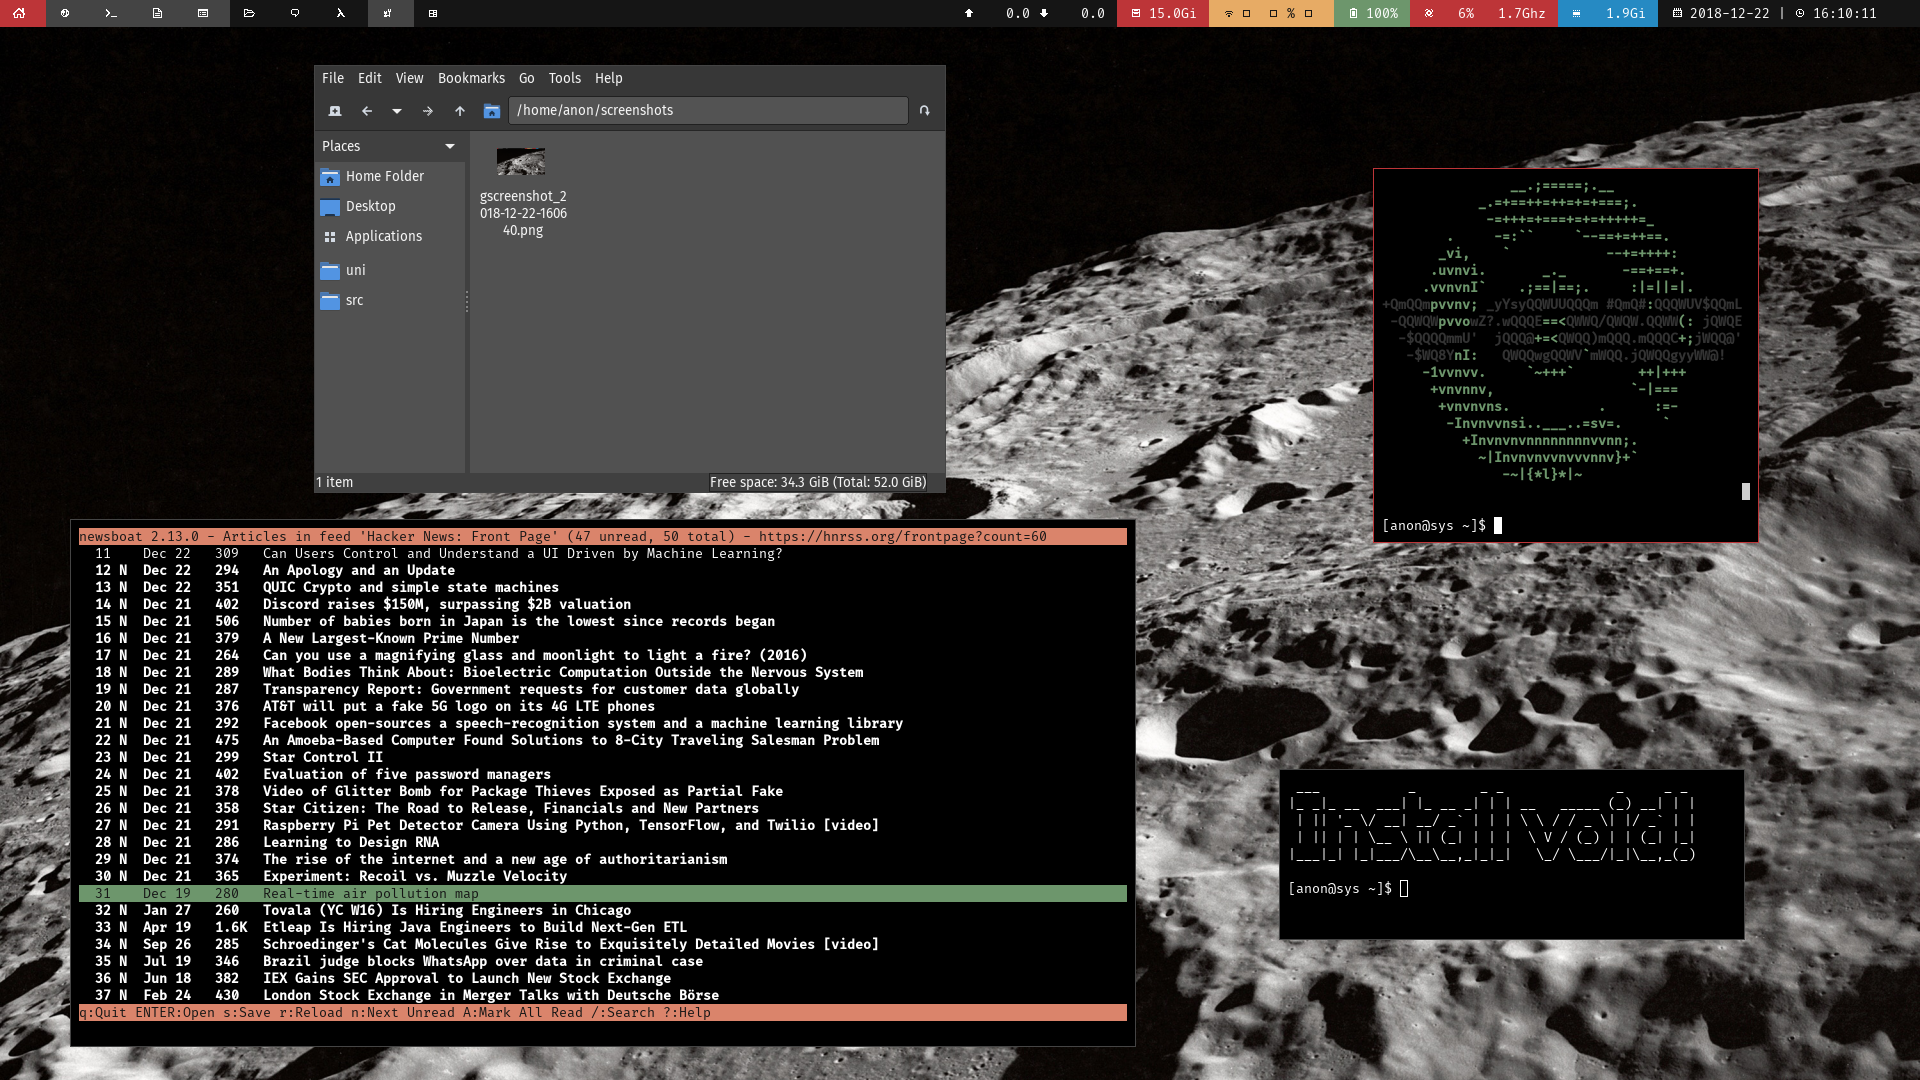 0.0 0.0 15.0Gi % 100% 6% 1.7Ghz 1.9Gi 2018-12-22 | 16:10:11
File Edit View Bookmarks Go Tools Help
/home/anon/screenshots
Places
Home Folder
Desktop
Applications
uni
src
gscreenshot_2
018-12-22-1606
40.png
1 item
Free space: 34.3 GiB (Total: 52.0 GiB)
[anon@sys ~]$
newsboat 2.13.0 - Articles in feed 'Hacker News: Front Page' (47 unread, 50 total) - https://hnrss.org/frontpage?count=60
11 Dec 22 309 Can Users Control and Understand a UI Driven by Machine Learning?
12 N Dec 22 294 An Apology and an Update
13 N Dec 22 351 QUIC Crypto and simple state machines
14 N Dec 21 402 Discord raises $150M, surpassing $2B valuation
15 N Dec 21 506 Number of babies born in Japan is the lowest since records began
16 N Dec 21 379 A New Largest-Known Prime Number
17 N Dec 21 264 Can you use a magnifying glass and moonlight to light a fire? (2016)
18 N Dec 21 289 What Bodies Think About: Bioelectric Computation Outside the Nervous System
19 N Dec 21 287 Transparency Report: Government requests for customer data globally
20 N Dec 21 376 AT&T will put a fake 5G logo on its 4G LTE phones
21 N Dec 21 292 Facebook open-sources a speech-recognition system and a machine learning library
22 N Dec 21 475 An Amoeba-Based Computer Found Solutions to 8-City Traveling Salesman Problem
23 N Dec 21 299 Star Control II
24 N Dec 21 402 Evaluation of five password managers
25 N Dec 21 378 Video of Glitter Bomb for Package Thieves Exposed as Partial Fake
26 N Dec 21 358 Star Citizen: The Road to Release, Financials and New Partners
27 N Dec 21 291 Raspberry Pi Pet Detector Camera Using Python, TensorFlow, and Twilio [video]
28 N Dec 21 286 Learning to Design RNA
29 N Dec 21 374 The rise of the internet and a new age of authoritarianism
30 N Dec 21 365 Experiment: Recoil vs. Muzzle Velocity
31 Dec 19 280 Real-time air pollution map
32 N Jan 27 260 Tovala (YC W16) Is Hiring Engineers in Chicago
33 N Apr 19 1.6K Etleap Is Hiring Java Engineers to Build Next-Gen ETL
34 N Sep 26 285 Schroedinger's Cat Molecules Give Rise to Exquisitely Detailed Movies [video]
35 N Jul 19 346 Brazil judge blocks WhatsApp over data in criminal case
36 N Jun 18 382 IEX Gains SEC Approval to Launch New Stock Exchange
37 N Feb 24 430 London Stock Exchange in Merger Talks with Deutsche Börse
q:Quit ENTER:Open s:Save r:Reload n:Next Unread A:Mark All Read /:Search ?:Help
Install void!
[anon@sys ~]$